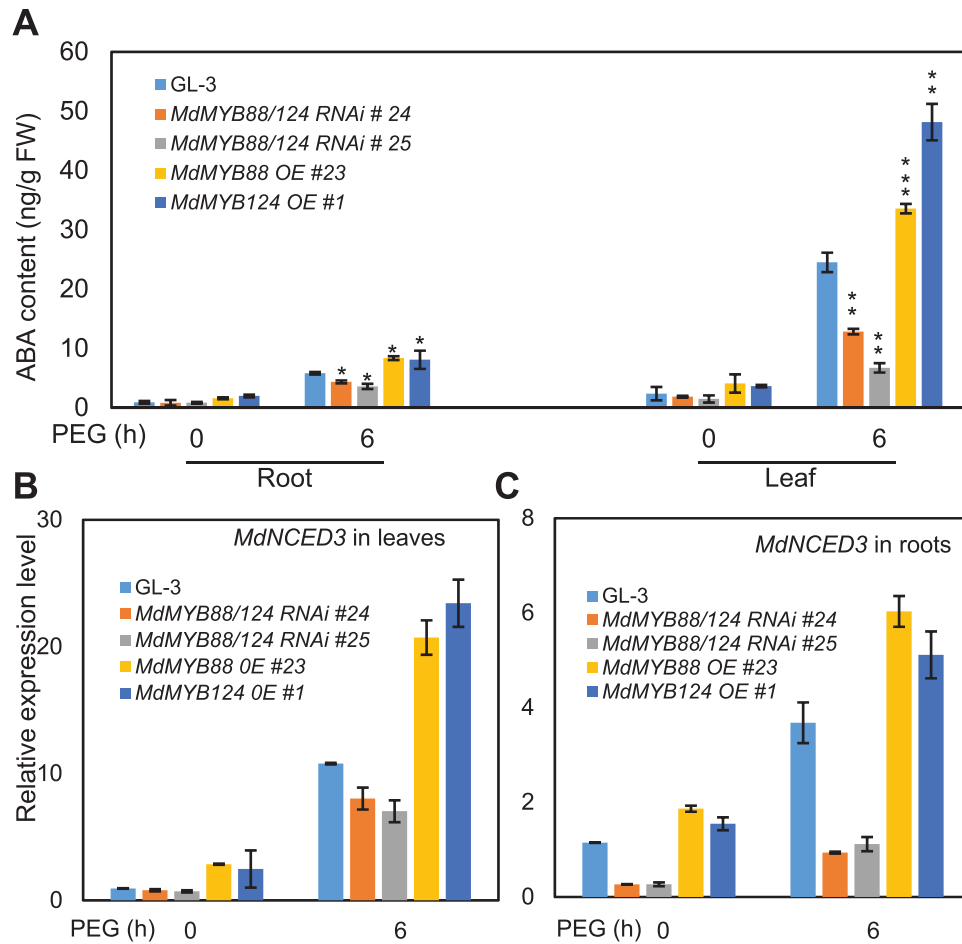 A
ABA content (ng/g FW)
60
50
40
30
20
10
0
GL-3
MdMYB88/124 RNAi # 24
MdMYB88/124 RNAi # 25
MdMYB88 OE #23
MdMYB124 OE #1
* * * *
** ** *** **
PEG (h) 0 6 0 6
Root Leaf
B
Relative expression level
30
20
10
0
MdNCED3 in leaves
GL-3
MdMYB88/124 RNAi #24
MdMYB88/124 RNAi #25
MdMYB88 0E #23
MdMYB124 0E #1
PEG (h) 0 6
C
8
6
4
2
0
MdNCED3 in roots
GL-3
MdMYB88/124 RNAi #24
MdMYB88/124 RNAi #25
MdMYB88 OE #23
MdMYB124 OE #1
PEG (h) 0 6